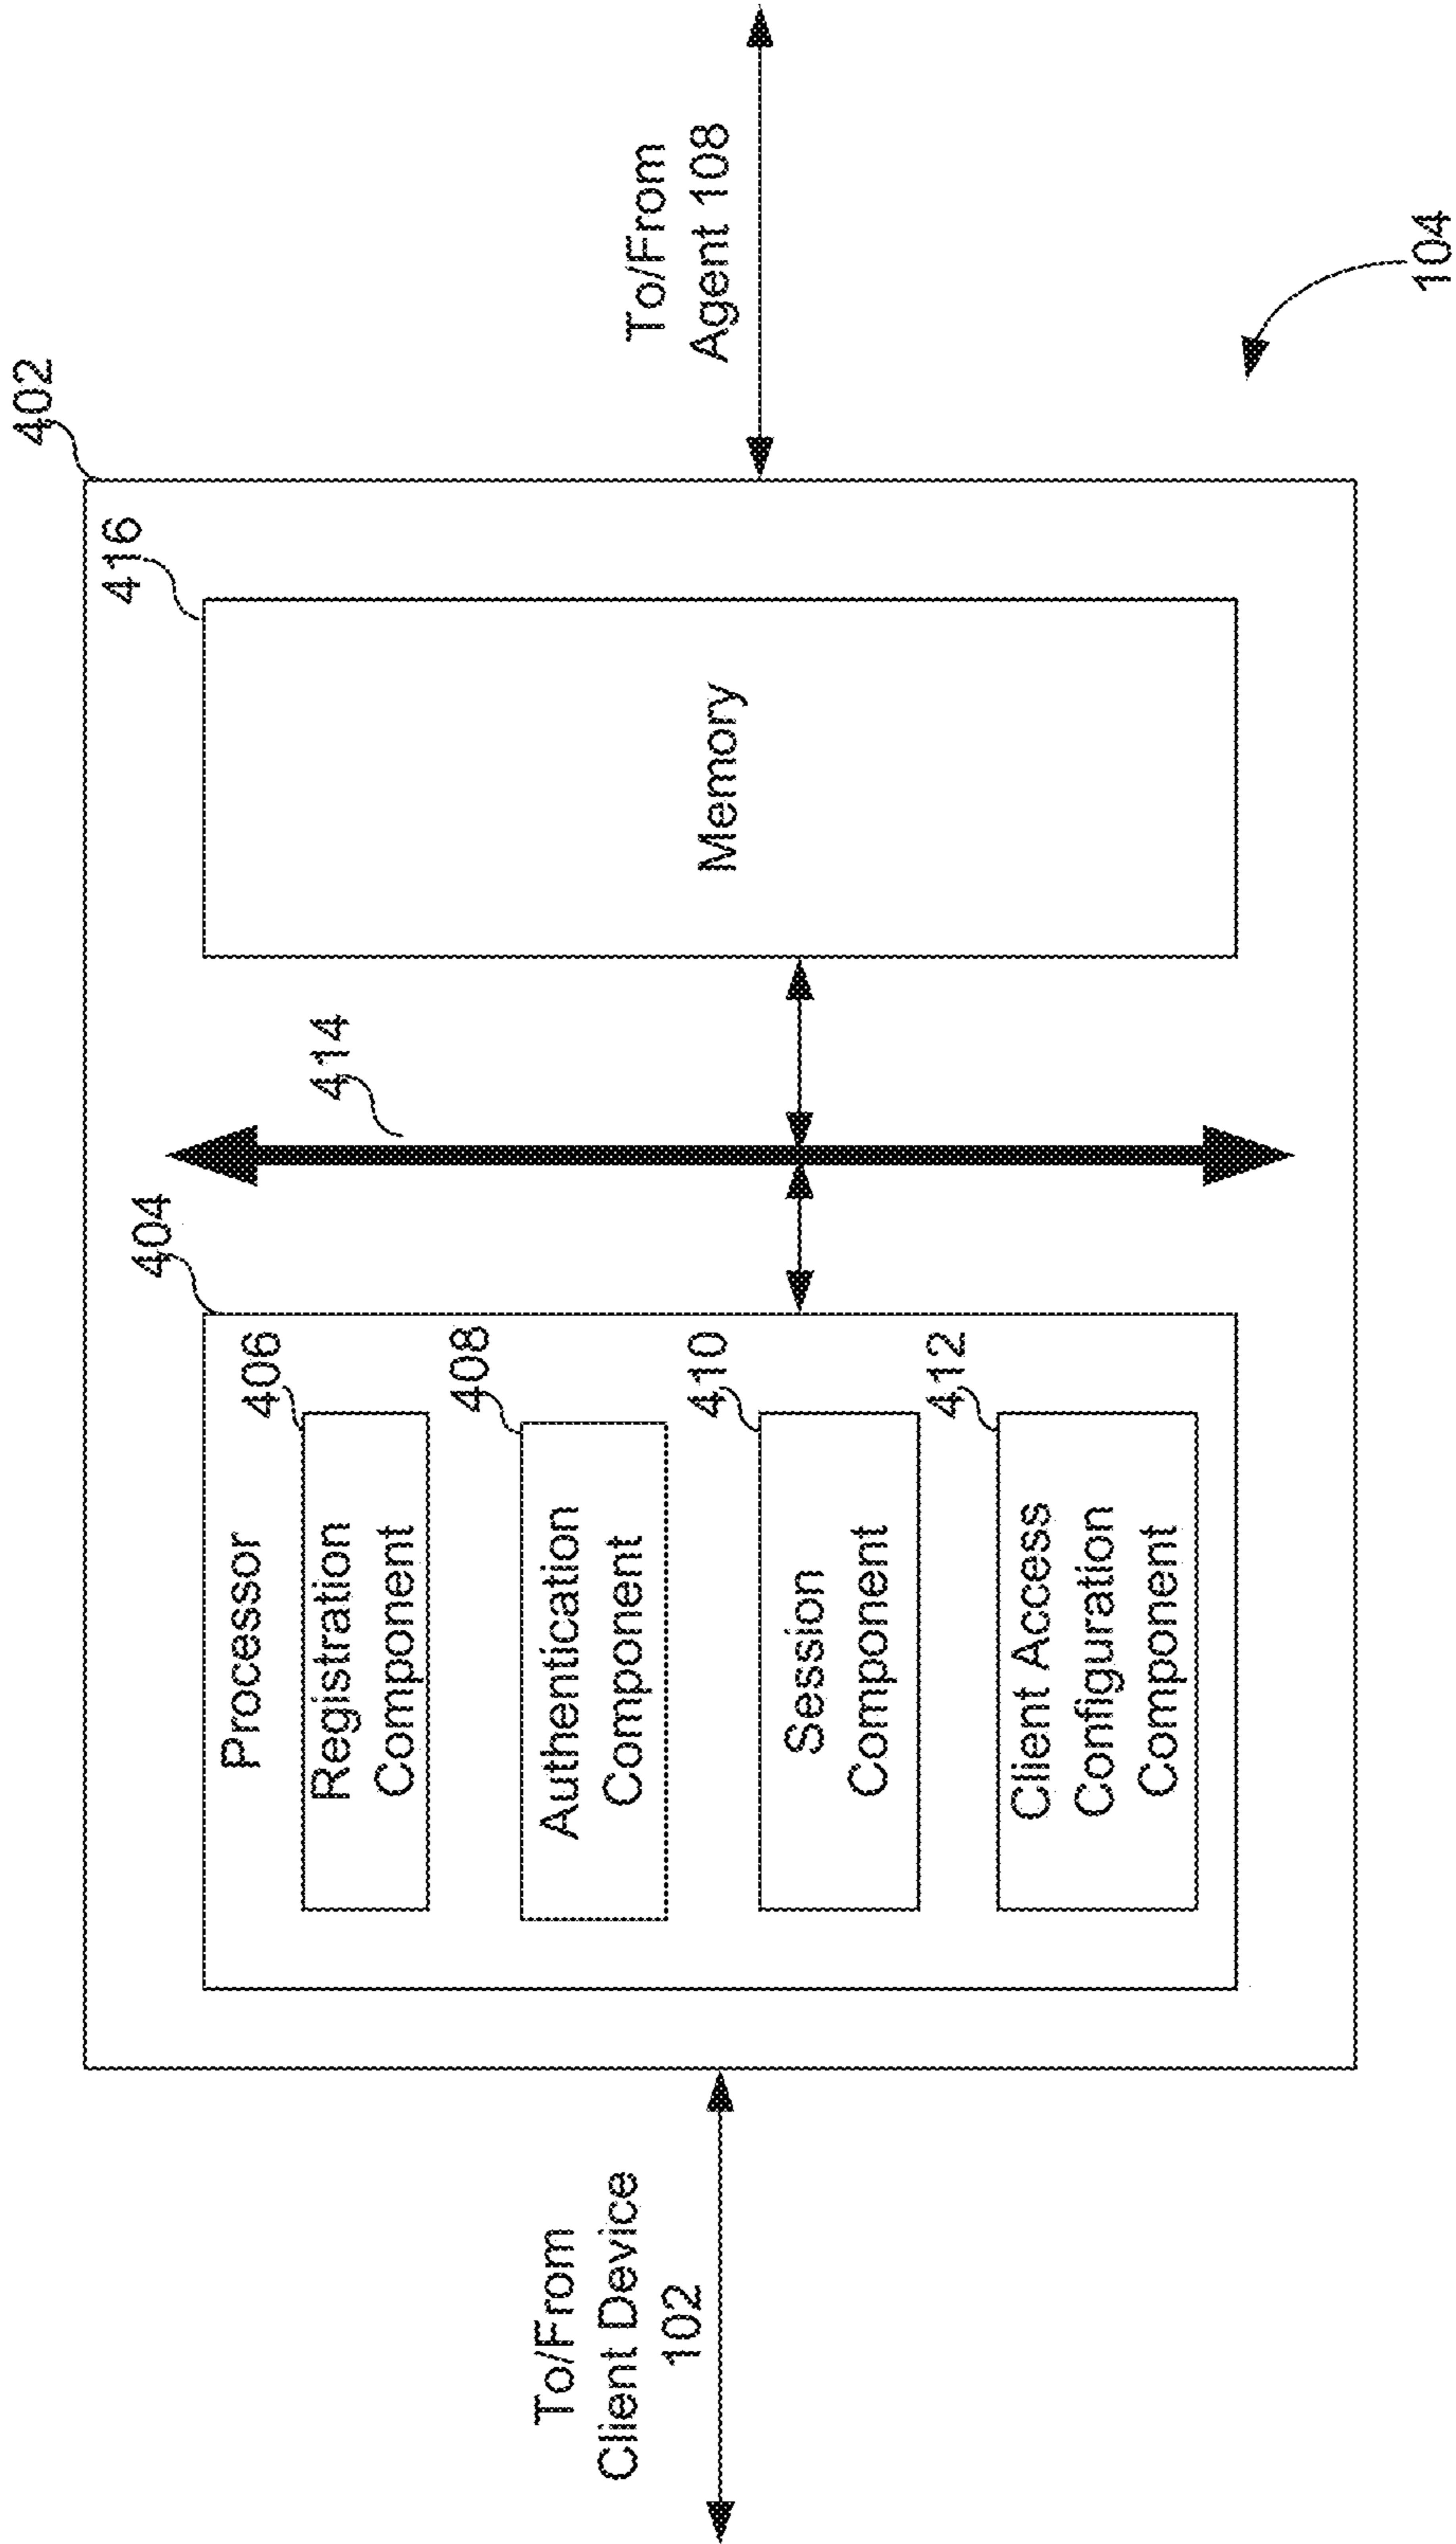 402
404
414
416
Processor
406
Registration
Component
408
Authentication
Component
410
Session
Component
412
Client Access
Configuration
Component
Memory
To/From
Client Device
102
To/From
Agent 108
104